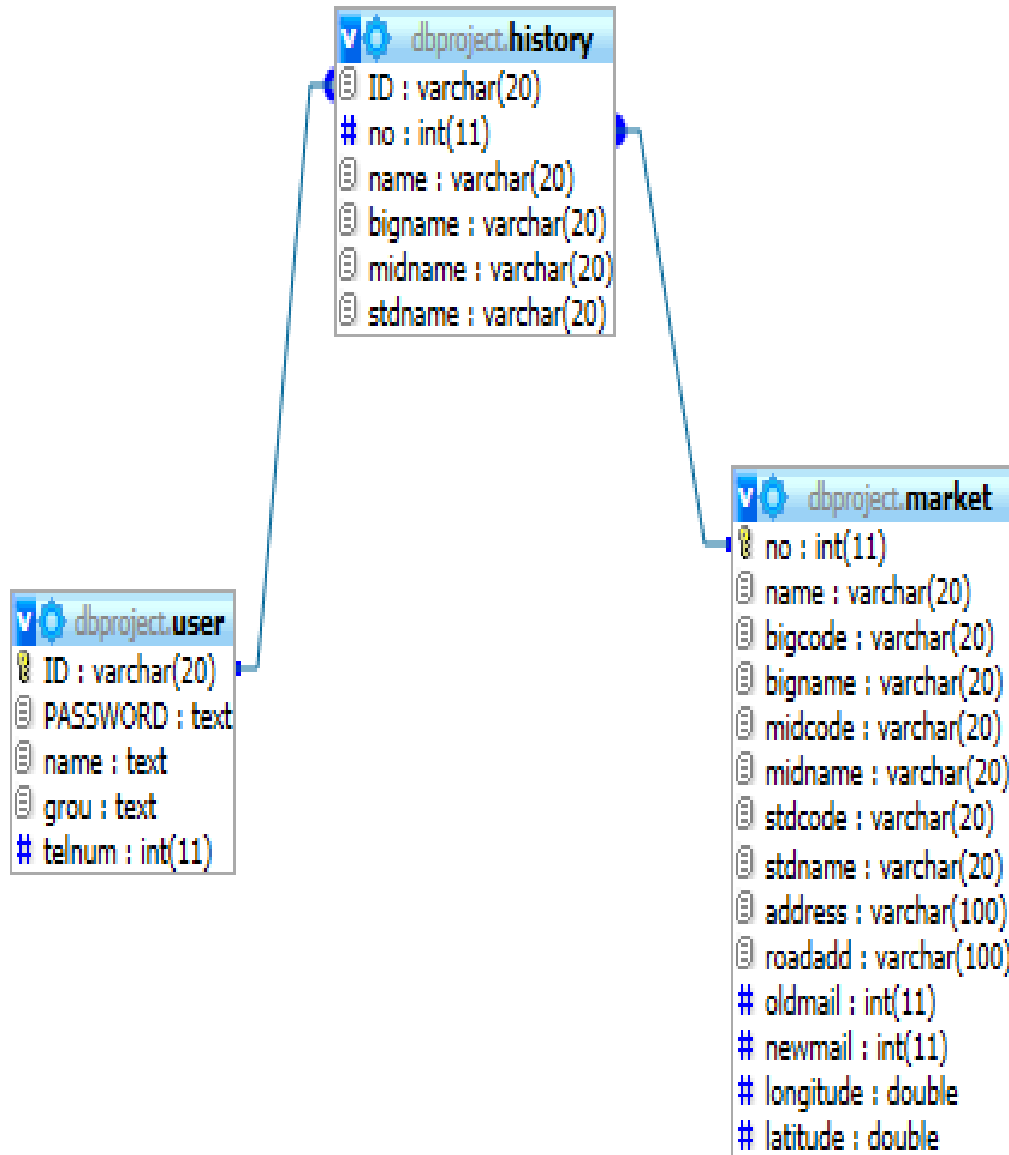 dbproject.history
ID : varchar(20)
# no : int(11)
name : varchar(20)
bigname : varchar(20)
midname : varchar(20)
stdname : varchar(20)
dbproject.user
ID : varchar(20)
PASSWORD : text
name : text
grou : text
# telnum : int(11)
dbproject.market
no : int(11)
name : varchar(20)
bigcode : varchar(20)
bigname : varchar(20)
midcode : varchar(20)
midname : varchar(20)
stdcode : varchar(20)
stdname : varchar(20)
address : varchar(100)
roadadd : varchar(100)
# oldmail : int(11)
# newmail : int(11)
# longitude : double
# latitude : double